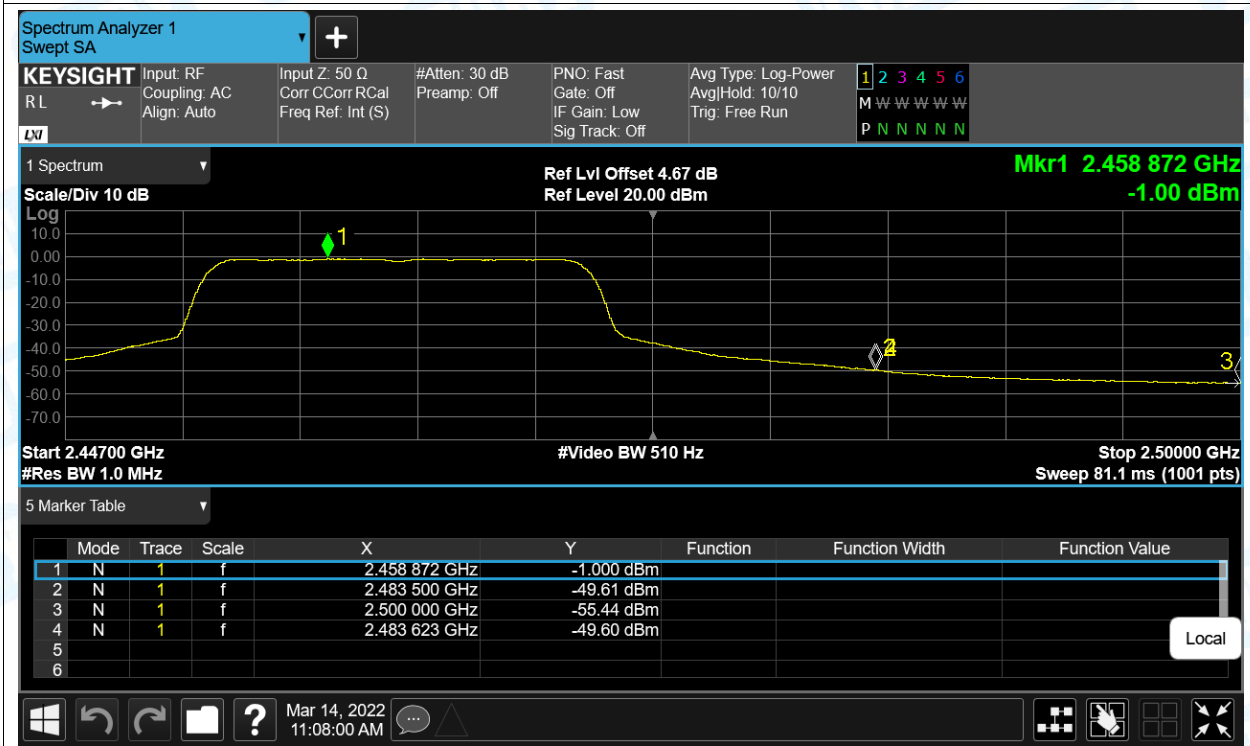 Spectrum Analyzer 1
Swept SA
+
KEYSIGHT Input: RF Input Z: 50 Ω #Atten: 30 dB PNO: Fast Avg Type: Log-Power 1 2 3 4 5 6
R L Coupling: AC Corr CCorr RCal Preamp: Off Gate: Off Avg|Hold: 10/10 M W W W W W
Align: Auto Freq Ref: Int (S) IF Gain: Low Trig: Free Run
LXI Sig Track: Off P N N N N N
1 Spectrum
Ref Lvl Offset 4.67 dB Mkr1 2.458 872 GHz
Scale/Div 10 dB Ref Level 20.00 dBm -1.00 dBm
Log
10.0
0.00
-10.0
-20.0
-30.0
-40.0
-50.0
-60.0
-70.0
1
2
4
3
Start 2.44700 GHz #Video BW 510 Hz Stop 2.50000 GHz
#Res BW 1.0 MHz Sweep 81.1 ms (1001 pts)
5 Marker Table
Mode Trace Scale X Y Function Function Width Function Value
1 N 1 f 2.458 872 GHz -1.000 dBm
2 N 1 f 2.483 500 GHz -49.61 dBm
3 N 1 f 2.500 000 GHz -55.44 dBm
4 N 1 f 2.483 623 GHz -49.60 dBm
5
6
Local
? Mar 14, 2022
11:08:00 AM